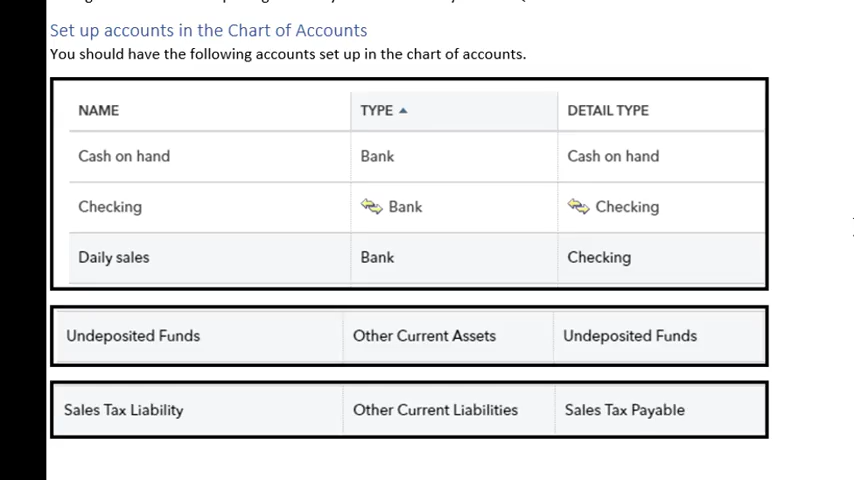 Set up accounts in the Chart of Accounts
You should have the following accounts set up in the chart of accounts.
NAME TYPE DETAIL TYPE
Cash on hand Bank Cash on hand
Checking Bank Checking
Daily sales Bank Checking
Undeposited Funds Other Current Assets Undeposited Funds
Sales Tax Liability Other Current Liabilities Sales Tax Payable